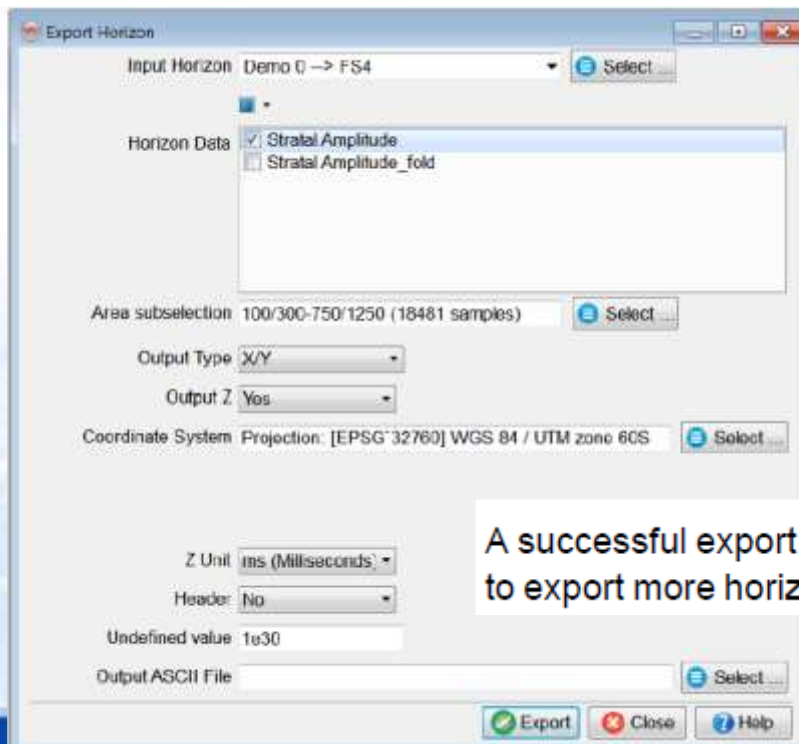 Export Horizon
Input Horizon Demo 0 --> FS4 Select ...
Horizon Data Stratal Amplitude
Stratal Amplitude_fold
Area subselection 100/300-750/1250 (18481 samples) Select ...
Output Type X/Y
Output Z Yes
Coordinate System Projection: [EPSG`32760] WGS 84 / UTM zone 60S Select ...
A successful export
Z Unit ms (Milliseconds)
to export more horiz
Header No
Undefined value 1e30
Output ASCII File Select ...
Export Close Help